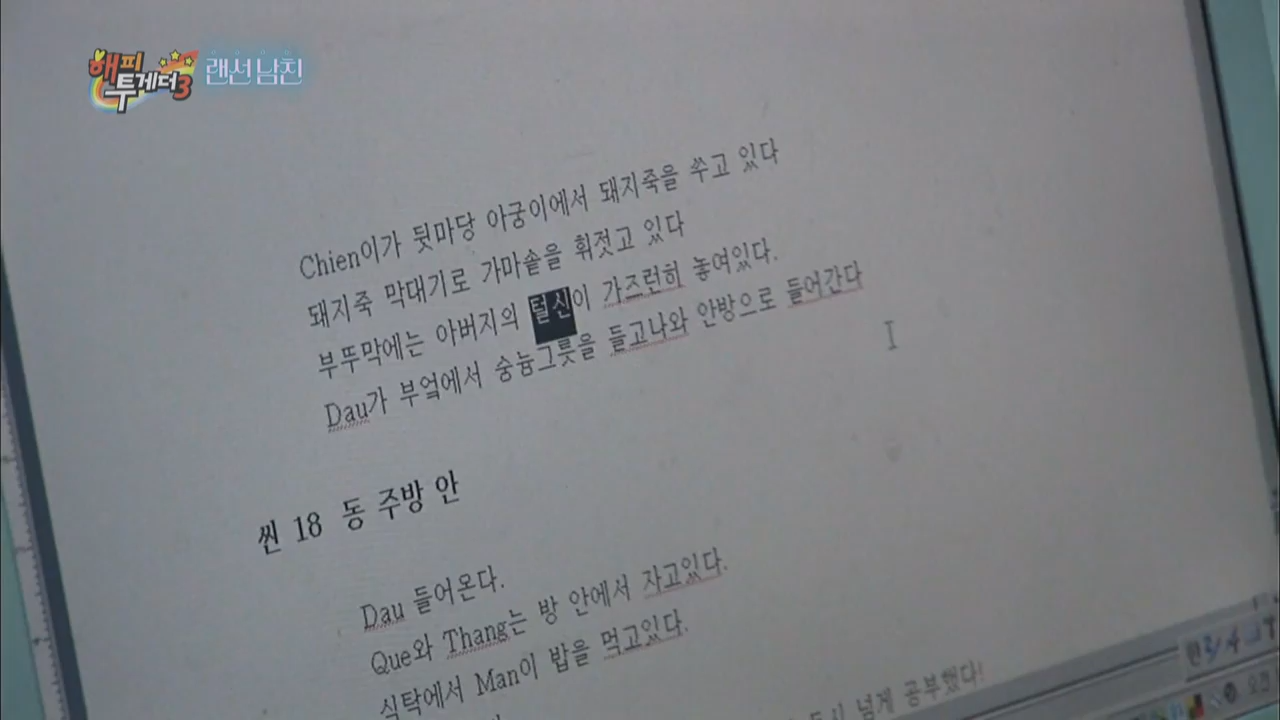 해피투게더3 랜선남친
Chien이가 뒷마당 아궁이에서 돼지죽을 쑤고 있다
돼지죽 막대기로 가마솥을 휘젓고 있다
부뚜막에는 아버지의 털신이 가즈런히 놓여있다.
Dau가 부엌에서 숭늉그릇을 들고나와 안방으로 들어간다
씬 18 동 주방 안
Dau 들어온다.
Que와 Thang는 방 안에서 자고있다.
식탁에서 Man이 밥을 먹고있다.
넘게 공부했다!